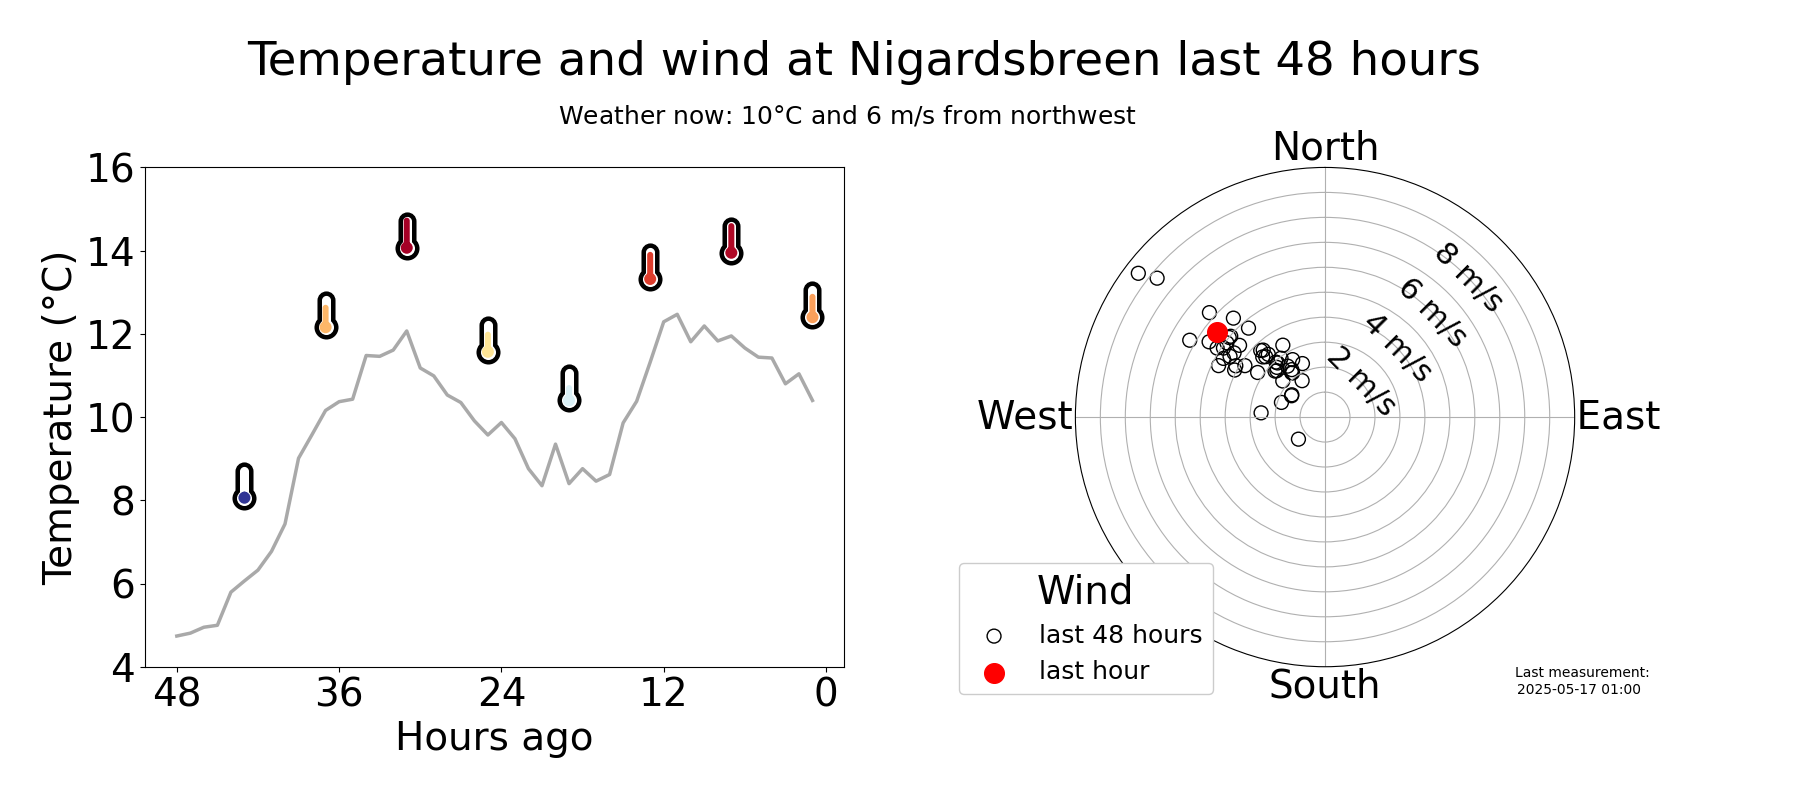 Temperature and wind at Nigardsbreen last 48 hours
Weather now: 10°C and 6 m/s from northwest
Temperature (°C)
16
14
12
10
8
6
4
48 36 24 12 0
Hours ago
North
West
East
South
8 m/s
6 m/s
4 m/s
2 m/s
Wind
last 48 hours
last hour
Last measurement:
2025-05-17 01:00